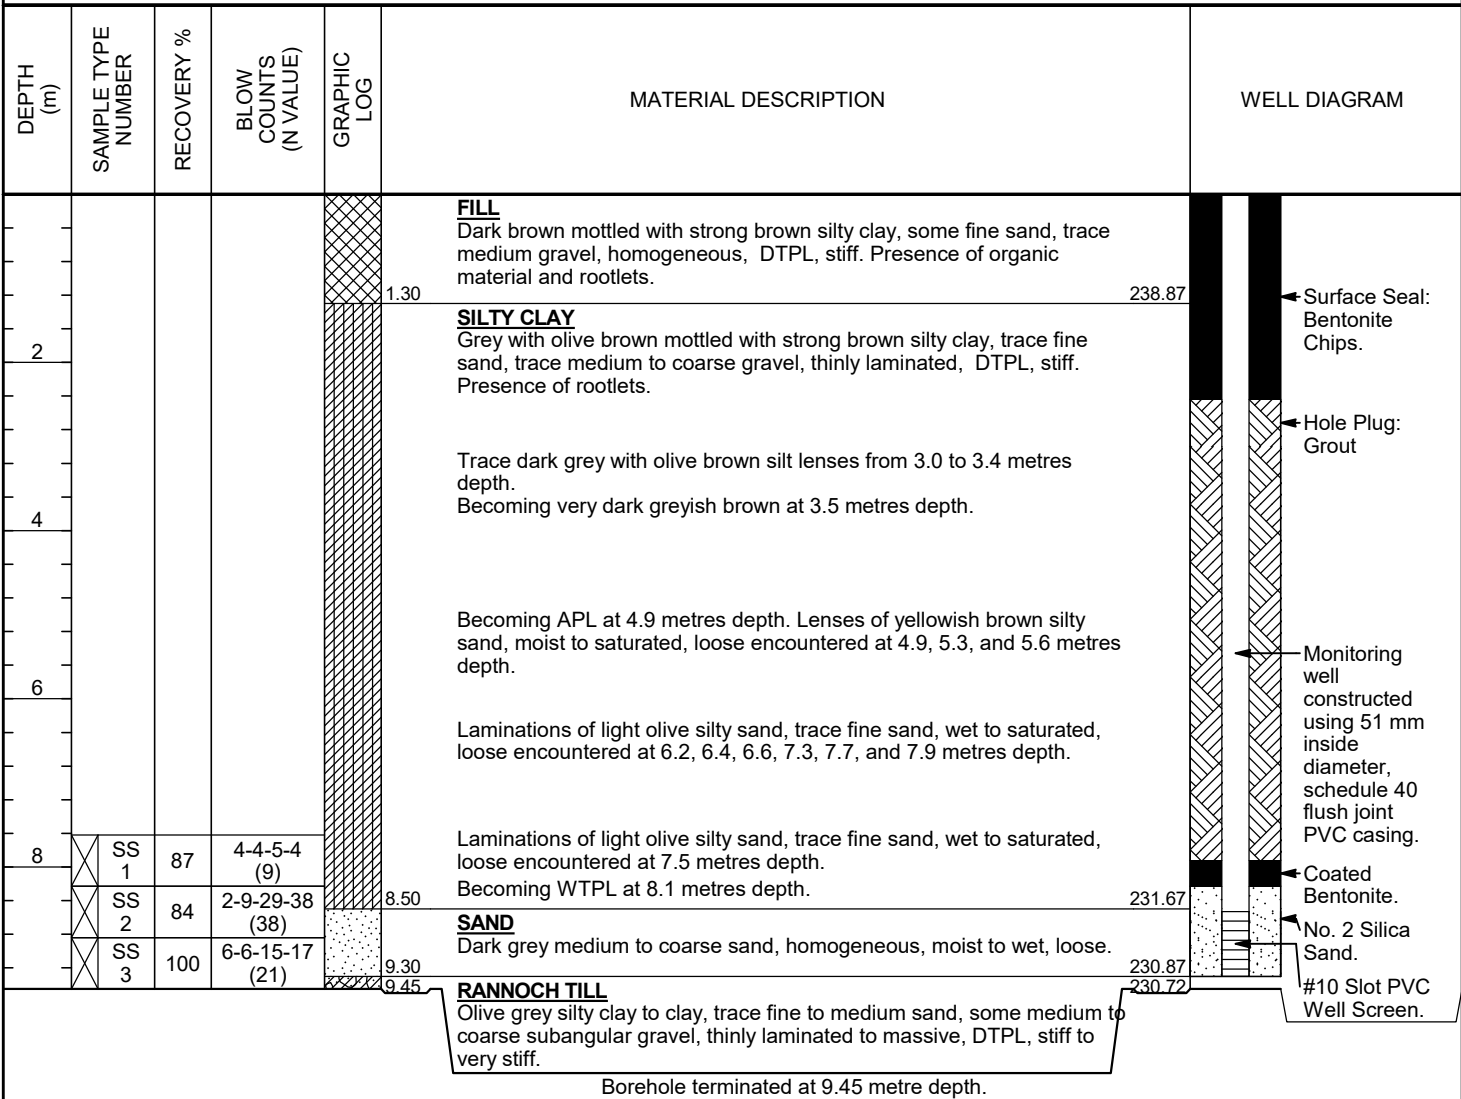 DEPTH
(m)
SAMPLE TYPE
NUMBER
RECOVERY %
BLOW
COUNTS
(N VALUE)
GRAPHIC
LOG
MATERIAL DESCRIPTION
WELL DIAGRAM
FILL
Dark brown mottled with strong brown silty clay, some fine sand, trace
medium gravel, homogeneous, DTPL, stiff. Presence of organic
material and rootlets.
1.30
238.87
SILTY CLAY
Grey with olive brown mottled with strong brown silty clay, trace fine
sand, trace medium to coarse gravel, thinly laminated, DTPL, stiff.
Presence of rootlets.
Trace dark grey with olive brown silt lenses from 3.0 to 3.4 metres
depth.
Becoming very dark greyish brown at 3.5 metres depth.
Becoming APL at 4.9 metres depth. Lenses of yellowish brown silty
sand, moist to saturated, loose encountered at 4.9, 5.3, and 5.6 metres
depth.
Laminations of light olive silty sand, trace fine sand, wet to saturated,
loose encountered at 6.2, 6.4, 6.6, 7.3, 7.7, and 7.9 metres depth.
Laminations of light olive silty sand, trace fine sand, wet to saturated,
loose encountered at 7.5 metres depth.
Becoming WTPL at 8.1 metres depth.
8.50
231.67
SAND
Dark grey medium to coarse sand, homogeneous, moist to wet, loose.
9.30
230.87
9.45
230.72
RANNOCH TILL
Olive grey silty clay to clay, trace fine to medium sand, some medium to
coarse subangular gravel, thinly laminated to massive, DTPL, stiff to
very stiff.
Borehole terminated at 9.45 metre depth.
2
4
6
8
SS
1
87
4-4-5-4
(9)
SS
2
84
2-9-29-38
(38)
SS
3
100
6-6-15-17
(21)
Surface Seal:
Bentonite
Chips.
Hole Plug:
Grout
Monitoring
well
constructed
using 51 mm
inside
diameter,
schedule 40
flush joint
PVC casing.
Coated
Bentonite.
No. 2 Silica
Sand.
#10 Slot PVC
Well Screen.